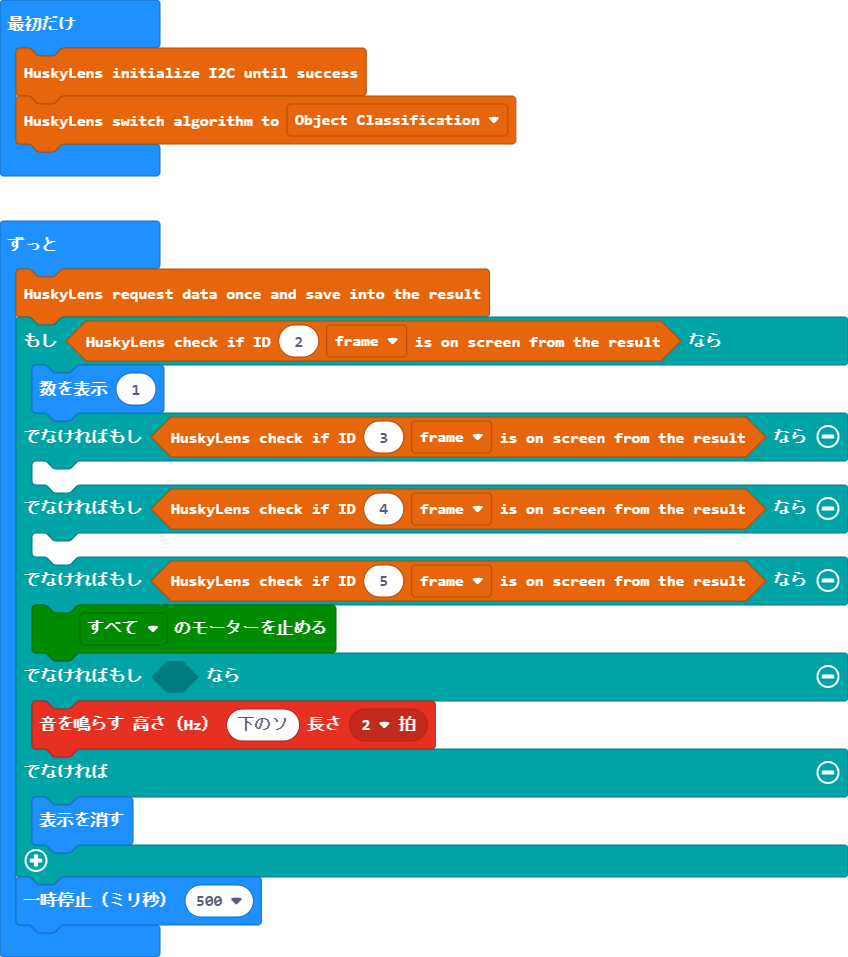 最初だけ
HuskyLens initialize I2C until success
HuskyLens switch algorithm to Object Classification
ずっと
HuskyLens request data once and save into the result
もし HuskyLens check if ID 2 frame is on screen from the result なら
数を表示 1
でなければもし HuskyLens check if ID 3 frame is on screen from the result なら
でなければもし HuskyLens check if ID 4 frame is on screen from the result なら
でなければもし HuskyLens check if ID 5 frame is on screen from the result なら
すべて のモーターを止める
でなければもし なら
音を鳴らす 高さ (Hz) 下のソ 長さ 2 拍
でなければ
表示を消す
一時停止 (ミリ秒) 500